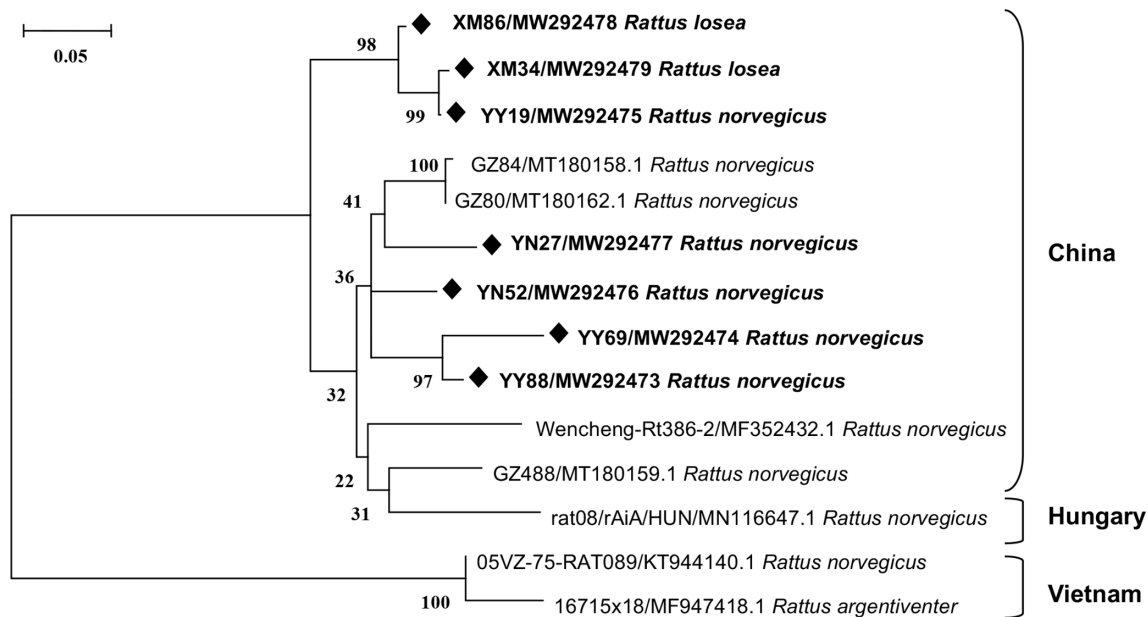 0.05
98
XM86/MW292478 Rattus losea
XM34/MW292479 Rattus losea
99
YY19/MW292475 Rattus norvegicus
100
GZ84/MT180158.1 Rattus norvegicus
41
GZ80/MT180162.1 Rattus norvegicus
YN27/MW292477 Rattus norvegicus
China
36
YN52/MW292476 Rattus norvegicus
YY69/MW292474 Rattus norvegicus
97
YY88/MW292473 Rattus norvegicus
32
Wencheng-Rt386-2/MF352432.1 Rattus norvegicus
22
GZ488/MT180159.1 Rattus norvegicus
31
rat08/rAiA/HUN/MN116647.1 Rattus norvegicus
Hungary
05VZ-75-RAT089/KT944140.1 Rattus norvegicus
Vietnam
100
16715x18/MF947418.1 Rattus argentiventer